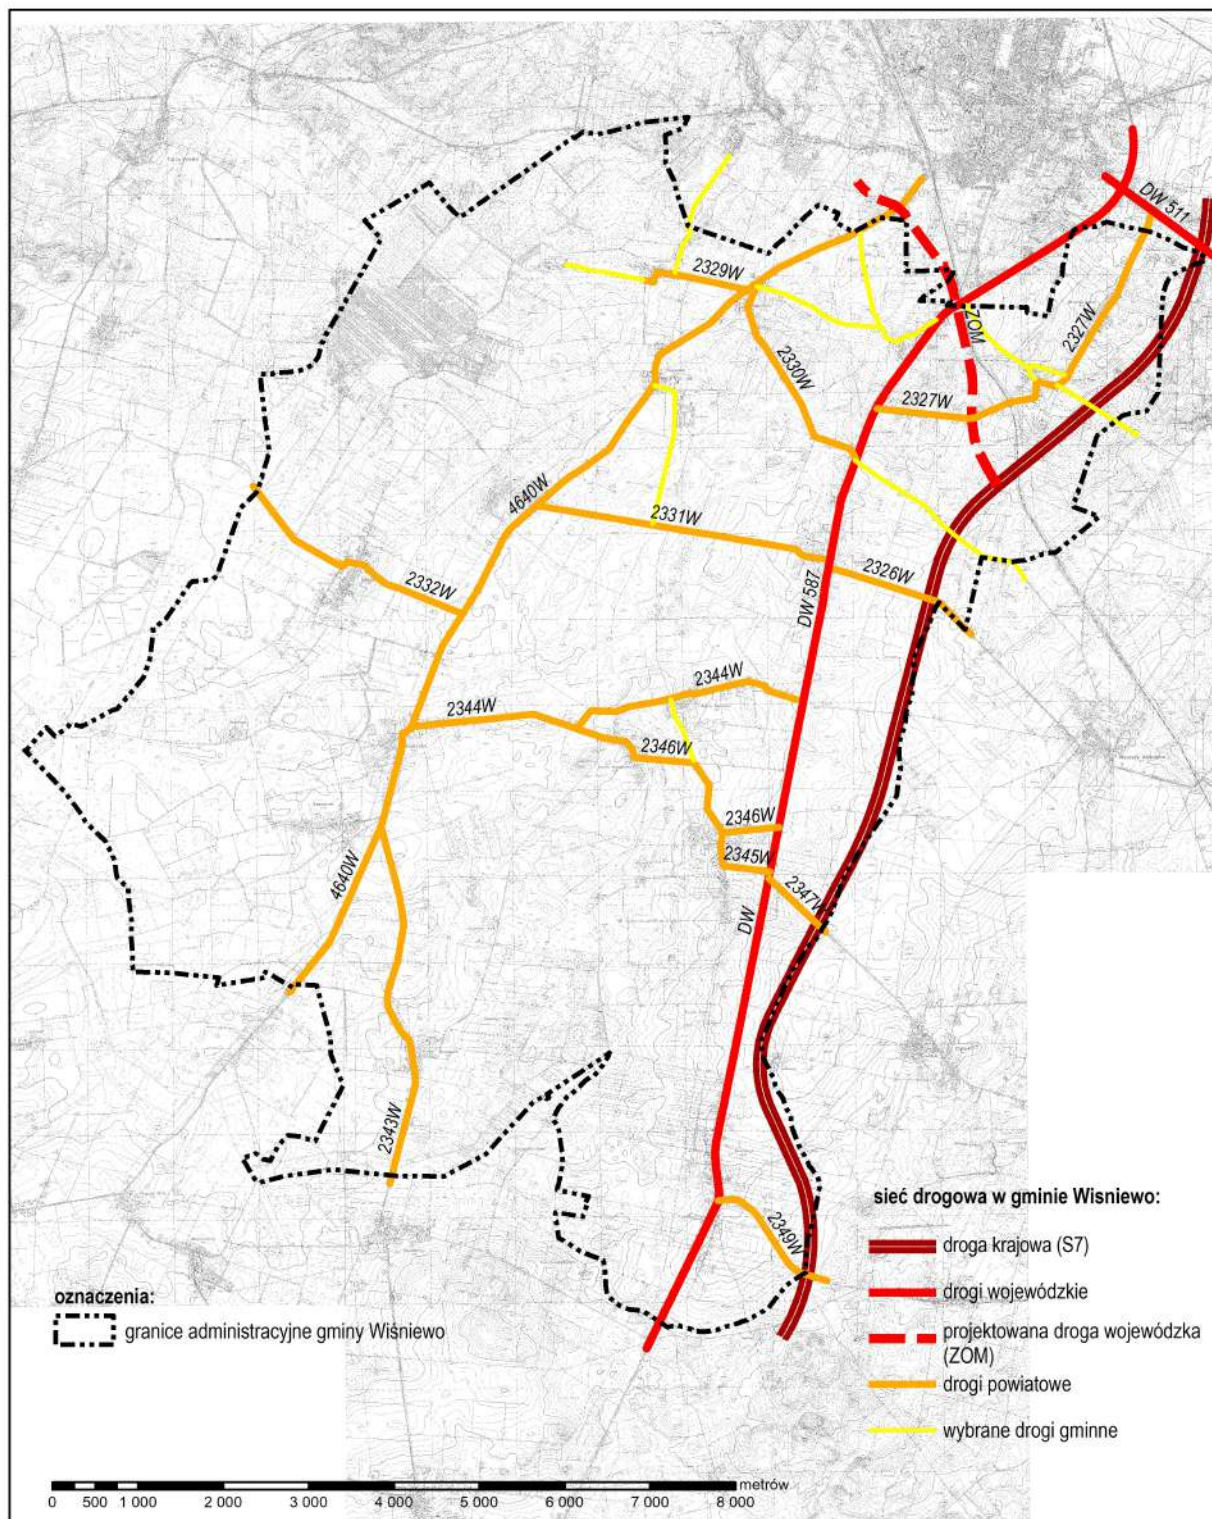 DW 511
2329W
ZOM
2327W
2330W
2327W
4640W
2331W
2326W
DW 587
2332W
2344W
2344W
2346W
2346W
2345W
2347W
4640W
DW
2343W
2349W
sieć drogowa w gminie Wisniewo:
droga krajowa (S7)
drogi wojewódzkie
projektowana droga wojewódzka
(ZOM)
drogi powiatowe
wybrane drogi gminne
oznaczenia:
granice administracyjne gminy Wiśniewo
metrów
0 500 1 000 2 000 3 000 4 000 5 000 6 000 7 000 8 000